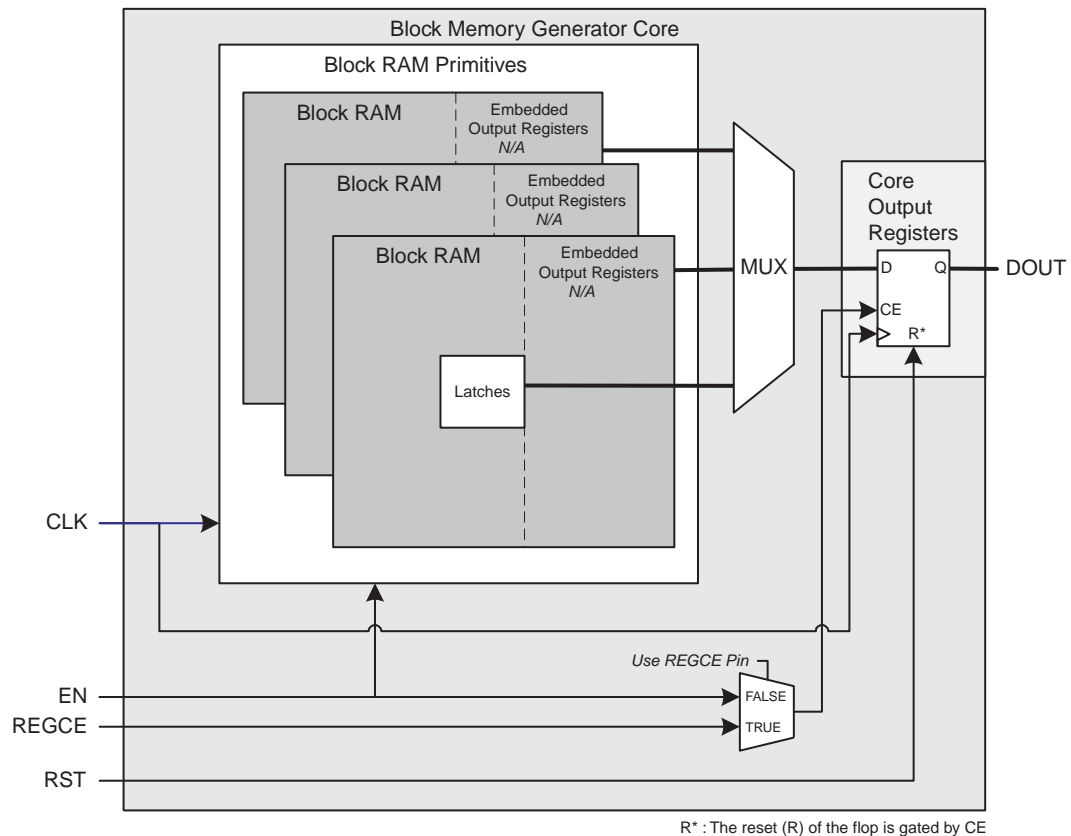 Block Memory Generator Core
Block RAM Primitives
Block RAM
Embedded
Output Registers
N/A
Block RAM
Embedded
Output Registers
N/A
Block RAM
Embedded
Output Registers
N/A
Latches
MUX
Core
Output
Registers
D
Q
CE
R*
DOUT
CLK
Use REGCE Pin
EN
FALSE
REGCE
TRUE
RST
R* : The reset (R) of the flop is gated by CE